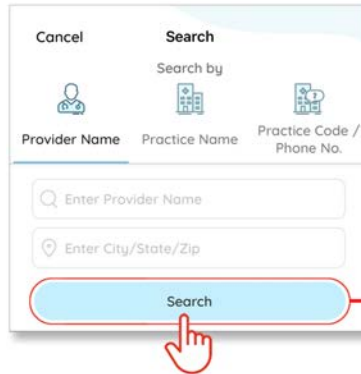 Cancel Search
Search by
Provider Name Practice Name Practice Code /
Phone No.
Enter Provider Name
Enter City/State/Zip
Search